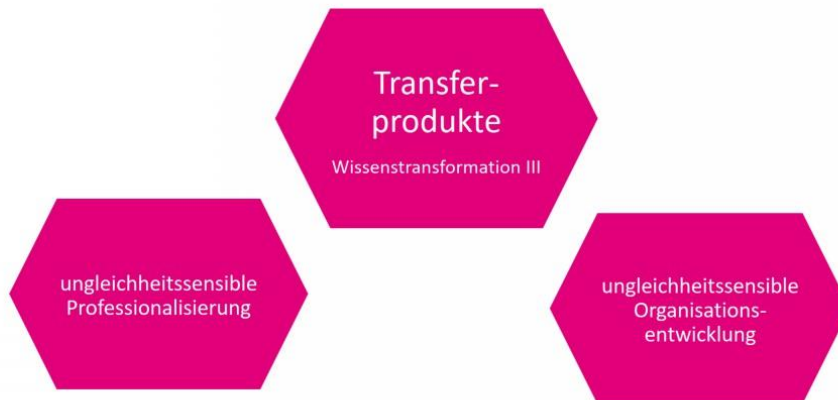 Transfer-
produkte
Wissenstransformation III
ungleichheitssensible
Professionalisierung
ungleichheitssensible
Organisations-
entwicklung